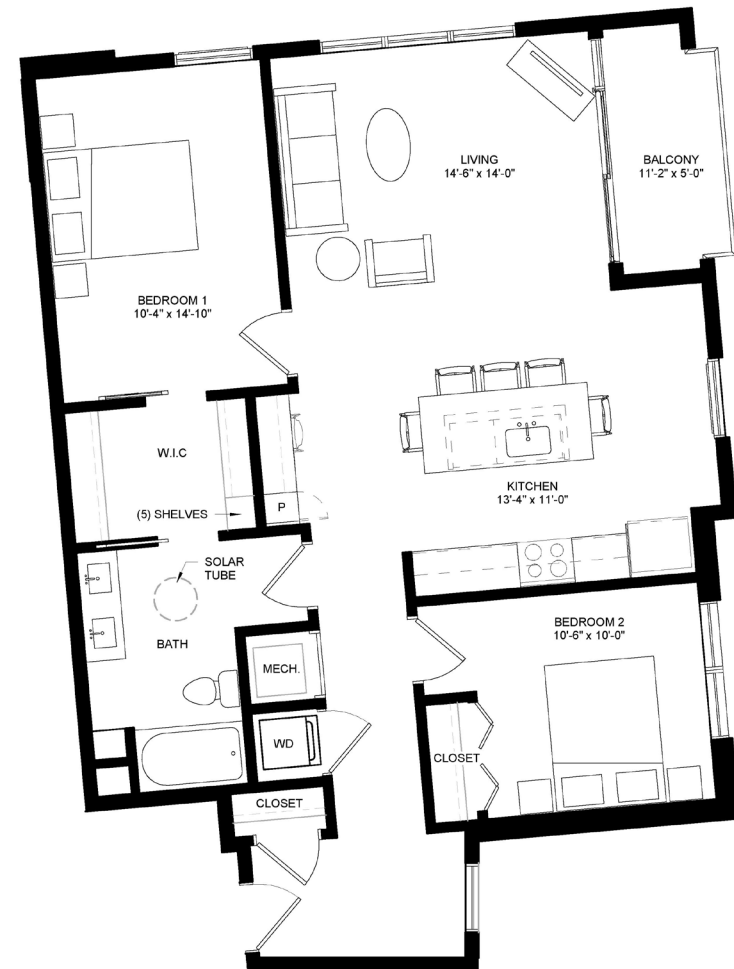 LIVING
14'-6" x 14'-0"
BALCONY
11'-2" x 5'-0"
BEDROOM 1
10'-4" x 14'-10"
W.I.C
(5) SHELVES
P
KITCHEN
13'-4" x 11'-0"
SOLAR
TUBE
BATH
BEDROOM 2
10'-6" x 10'-0"
MECH.
WD
CLOSET
CLOSET